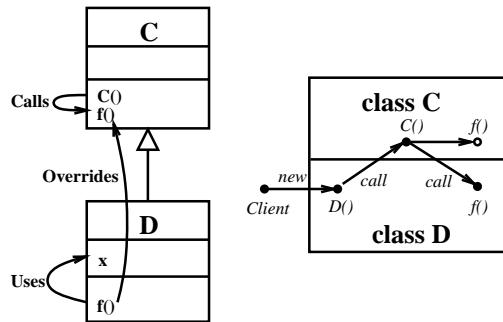 C
C()
Calls
f()
Overrides
D
x
Uses
f()
class C
C()
f()
new
call
call
Client
D()
f()
class D